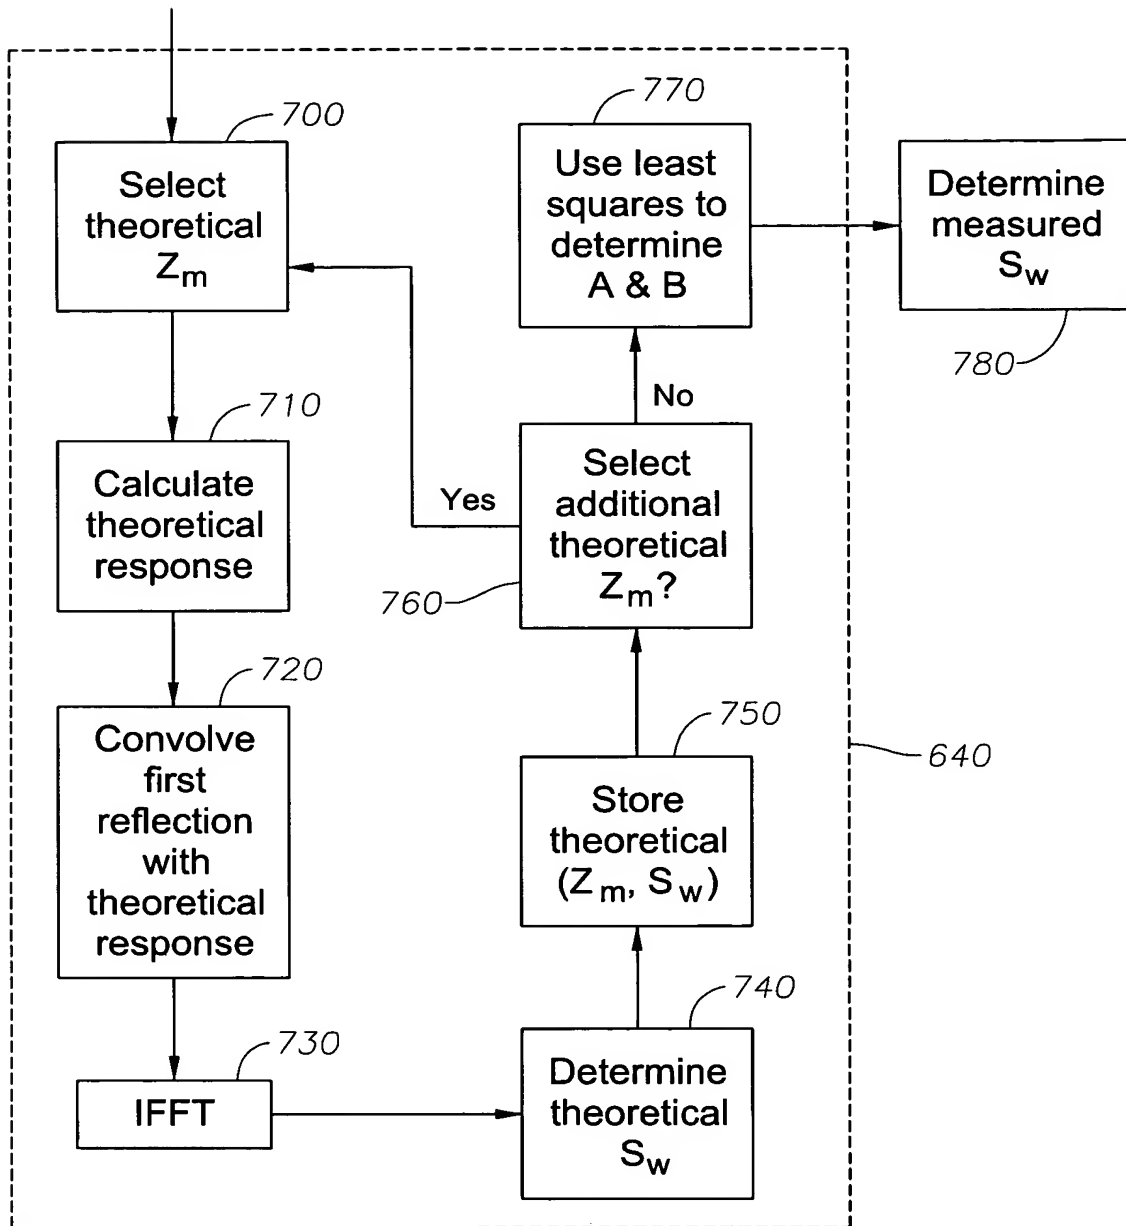 700
Select
theoretical
Zm
710
Calculate
theoretical
response
720
Convolve
first
reflection
with
theoretical
response
730
IFFT
740
Determine
theoretical
Sw
750
Store
theoretical
(Zm, Sw)
760
Select
additional
theoretical
Zm?
Yes
No
770
Use least
squares to
determine
A & B
Determine
measured
Sw
780
640